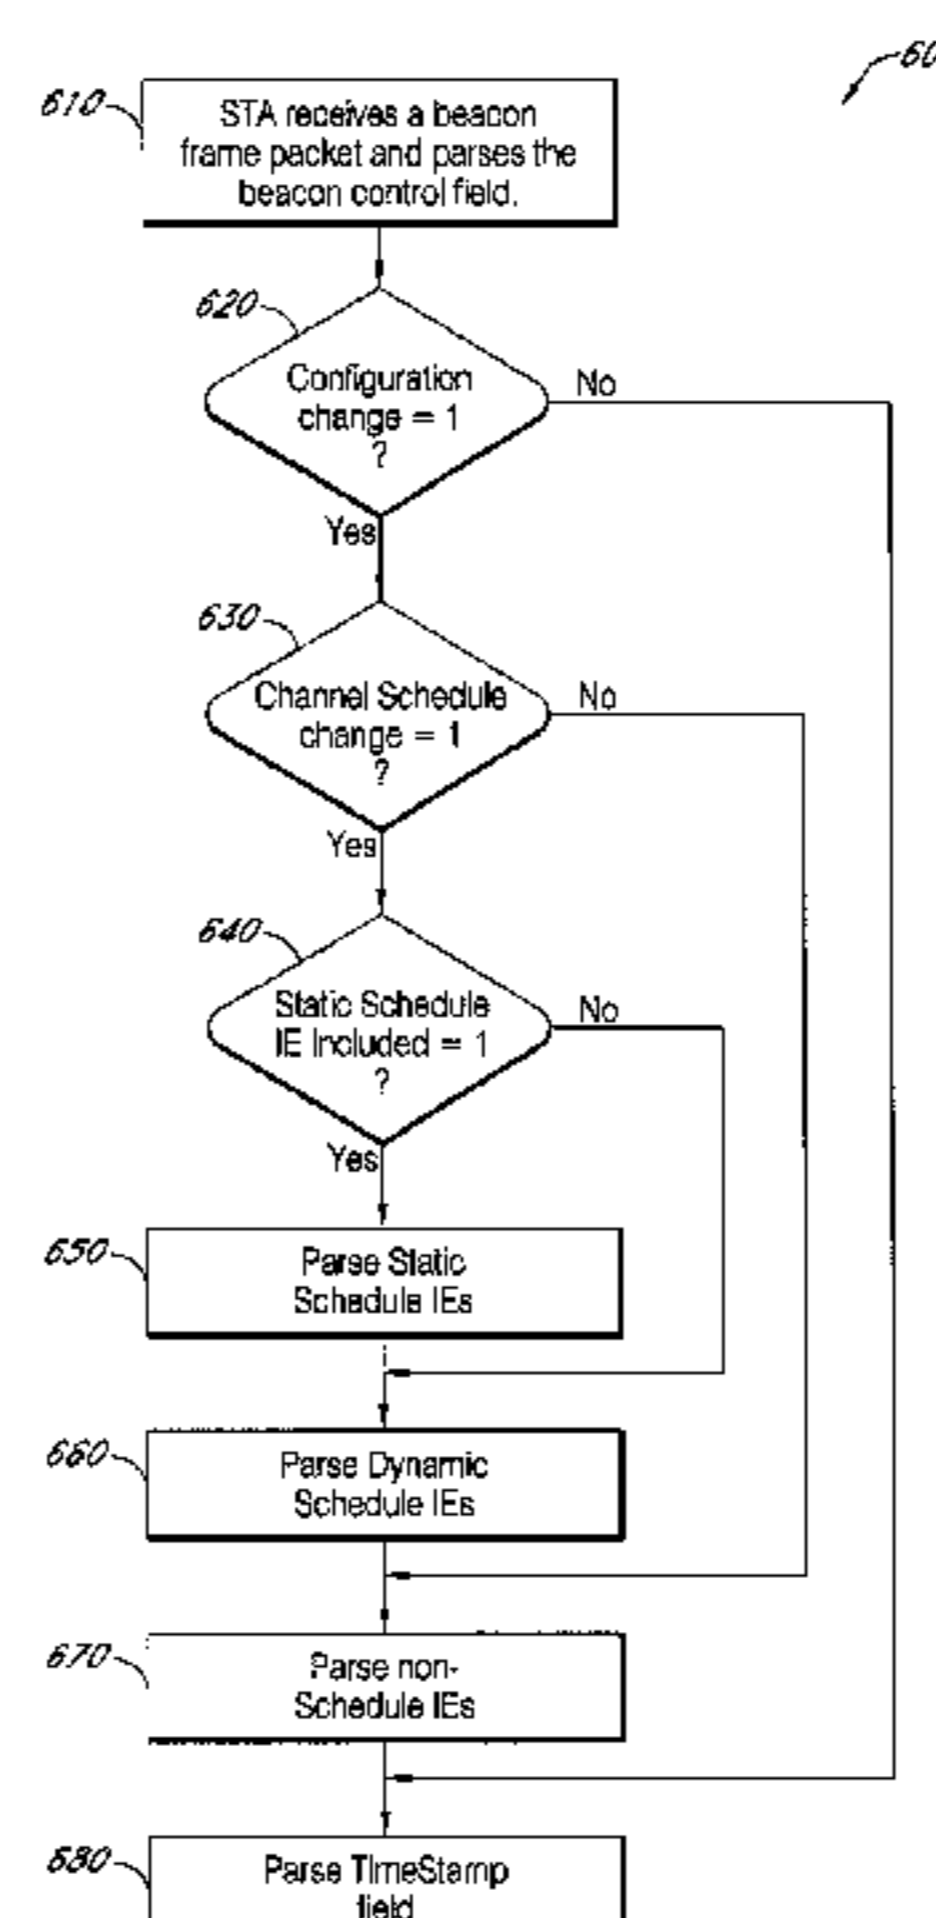 60
610
STA receives a beacon
frame packet and parses the
beacon control field.
620
Configuration
change = 1
?
No
Yes
630
Channel Schedule
change = 1
?
No
Yes
640
Static Schedule
IE Included = 1
?
No
Yes
650
Parse Static
Schedule IEs
660
Parse Dynamic
Schedule IEs
670
Parse non-
Schedule IEs
680
Parse TimeStamp
field